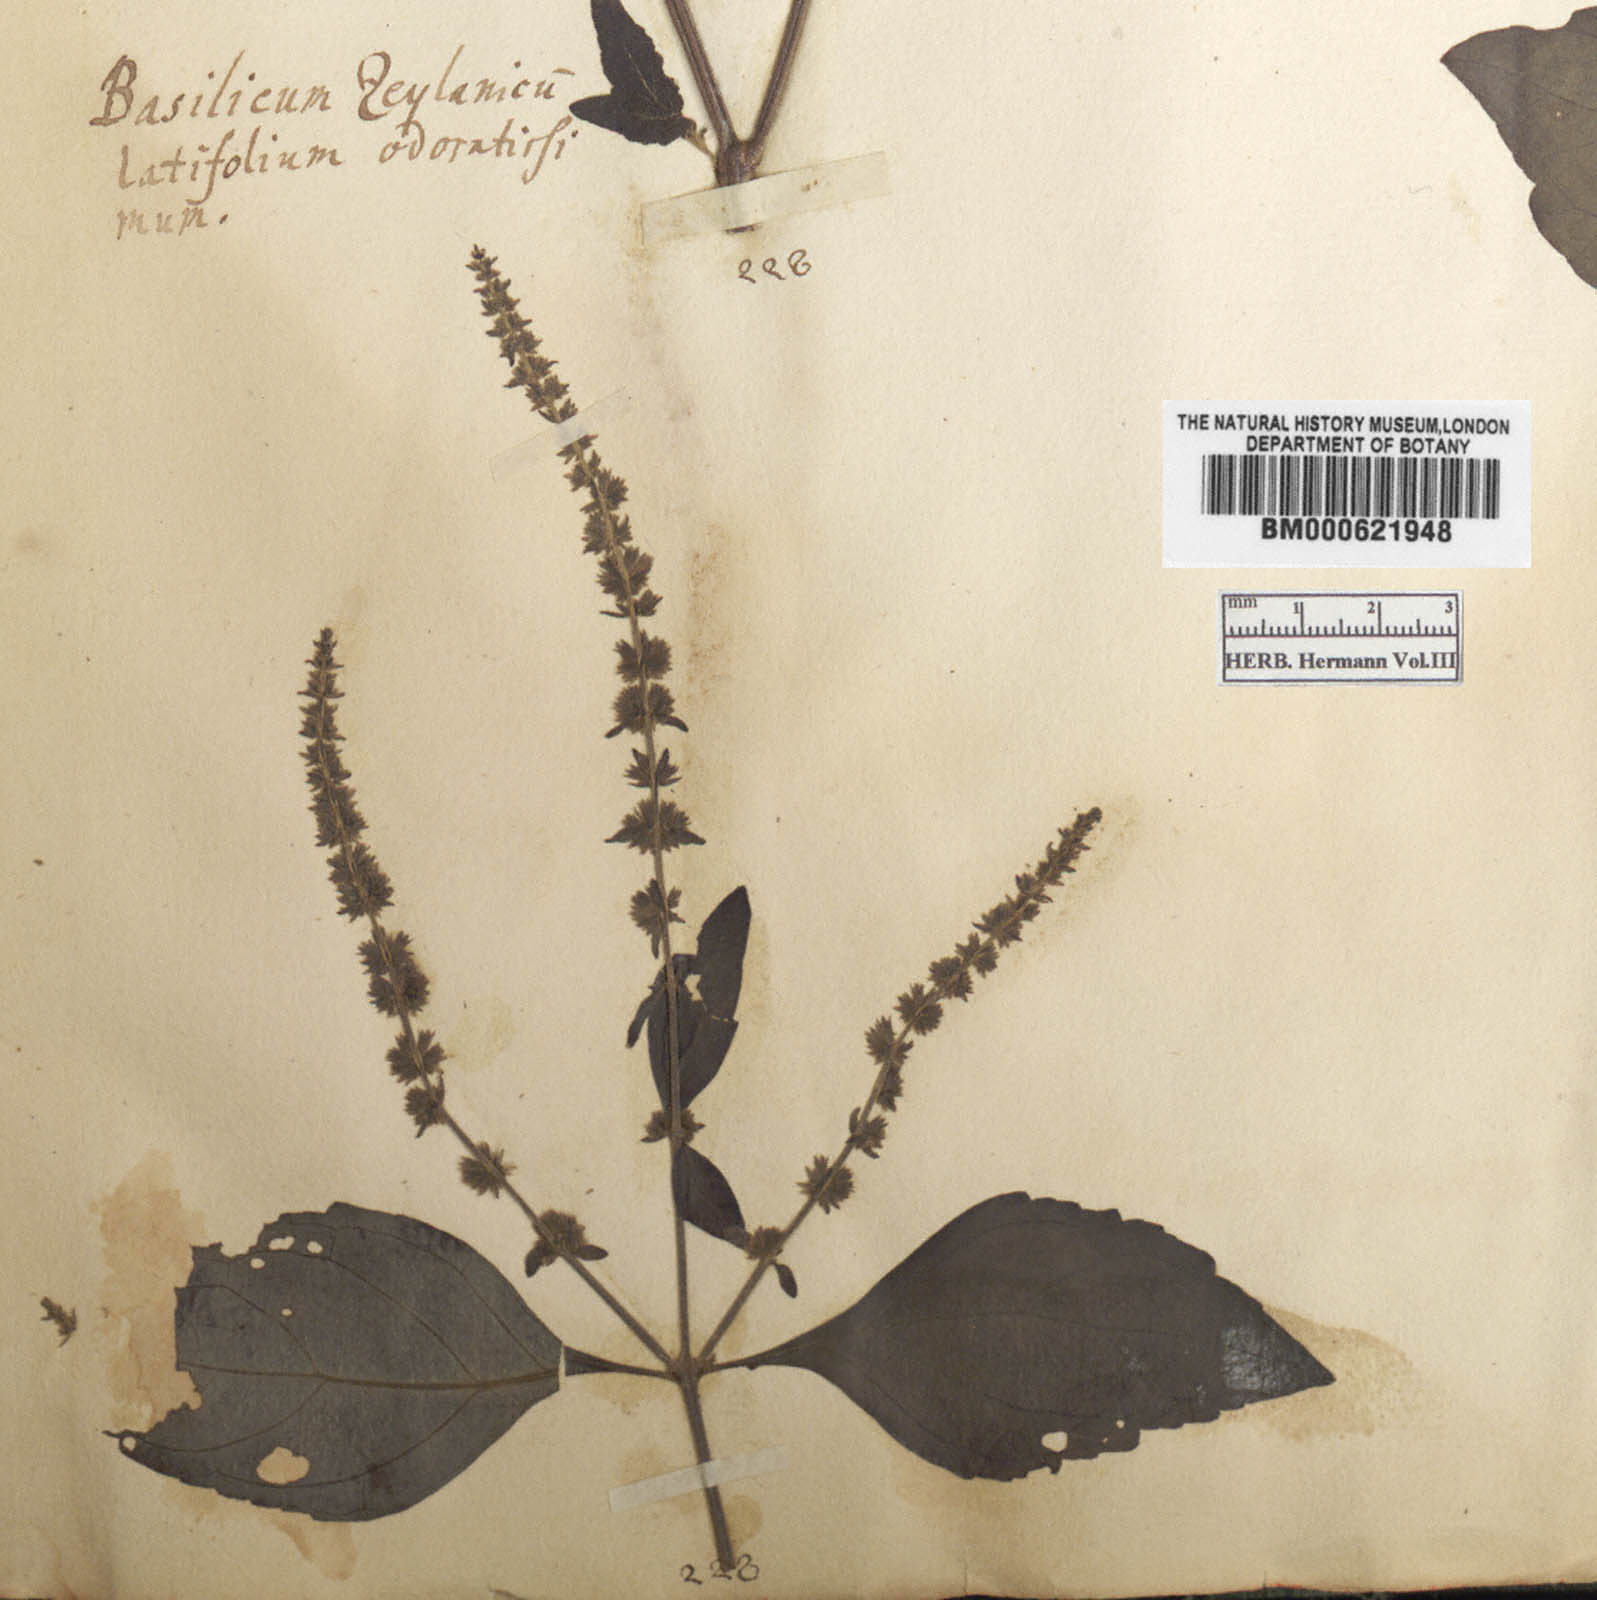 Basilicum Zeylanicū
latifolium odoratissi
mum.
228
THE NATURAL HISTORY MUSEUM,LONDON
DEPARTMENT OF BOTANY
BM000621948
mm 1 2 3
HERB. Hermann Vol.III
228